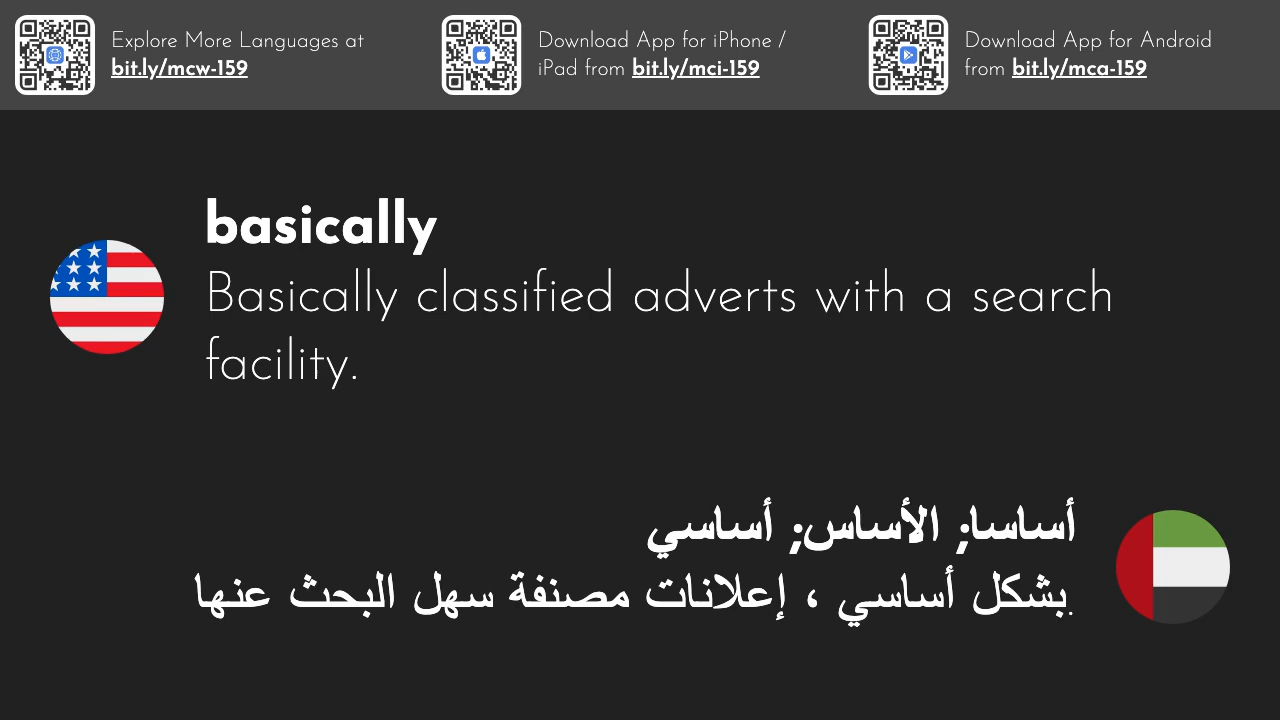 Explore More Languages at
bit.ly/mcw-159
Download App for iPhone /
iPad from bit.ly/mci-159
Download App for Android
from bit.ly/mca-159
basically
Basically classified adverts with a search
facility.
أساسا; الأساس; أساسي
بشكل أساسي ، إعلانات مصنفة سهل البحث عنها.